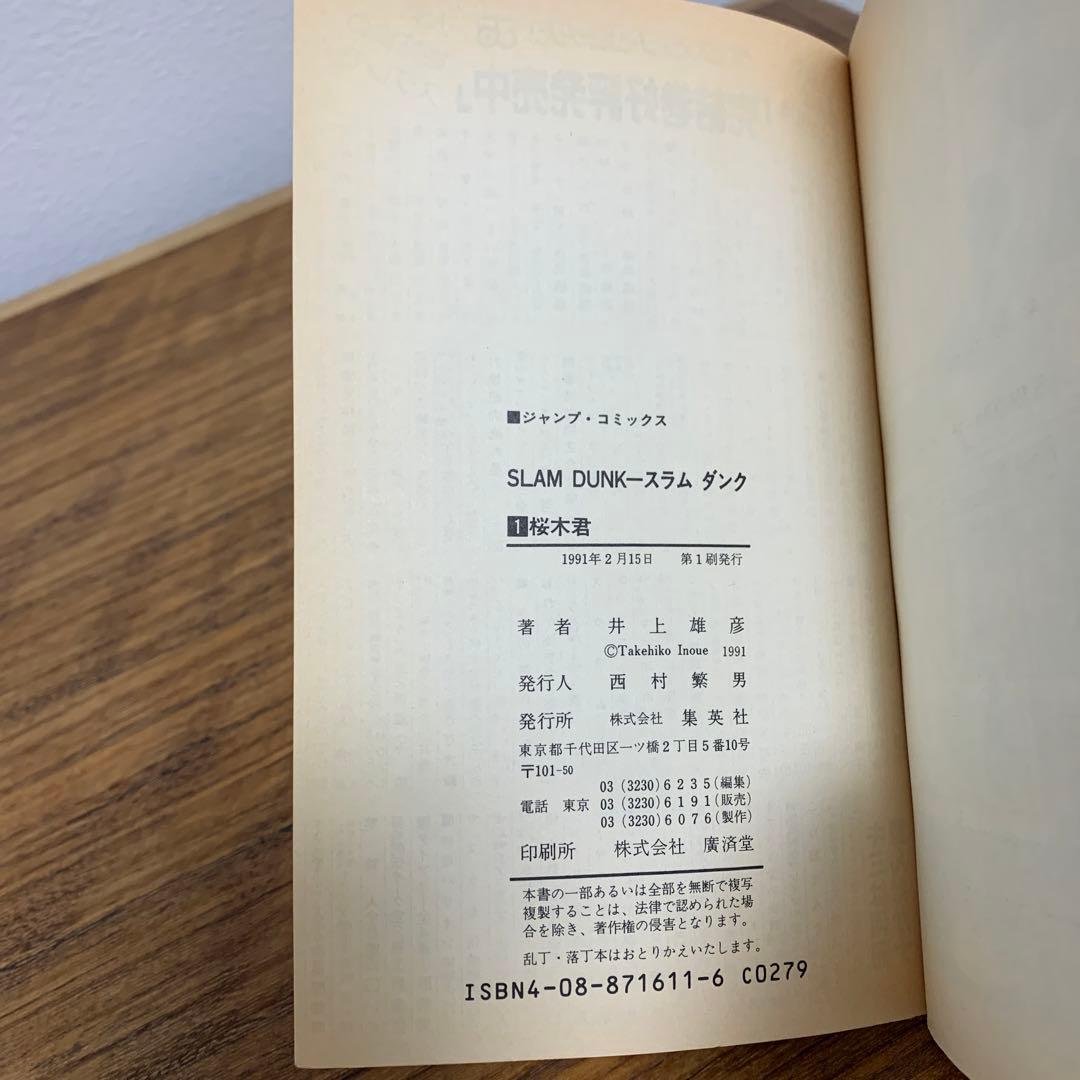 ■ジャンプ・コミックス
SLAM DUNK―スラム ダンク
1桜木君
1991年2月15日 第1刷発行
著者 井上雄彦
©Takehiko Inoue 1991
発行人 西村繁男
発行所 株式会社 集英社
東京都千代田区一ツ橋2丁目5番10号
〒101-50
03 (3230) 6235(編集)
電話 東京 03 (3230) 6191(販売)
03 (3230) 6076(製作)
印刷所 株式会社 廣済堂
本書の一部あるいは全部を無断で複写
複製することは、法律で認められた場
合を除き、著作権の侵害となります。
乱丁・落丁本はおとりかえいたします。
ISBN4-08-871611-6 C0279